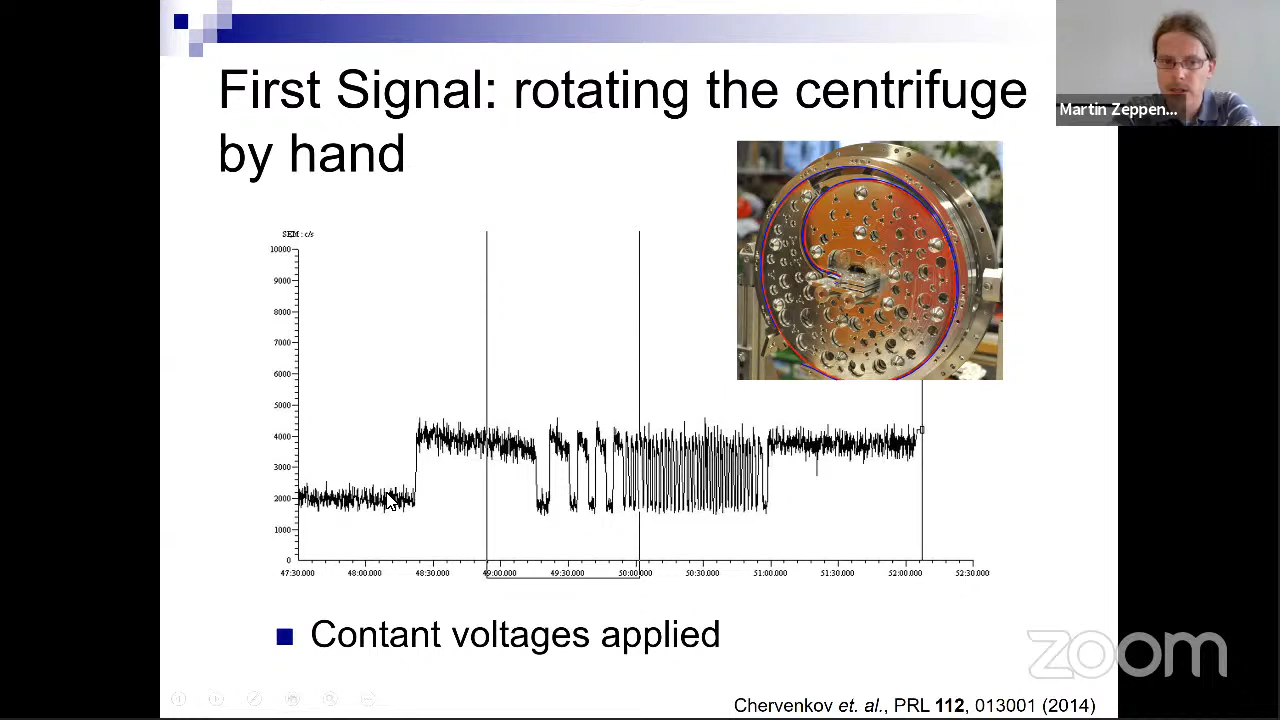 First Signal: rotating the centrifuge
by hand
Martin Zeppen...
SEM : c/s
10000
9000
8000
7000
6000
5000
4000
3000
2000
1000
0
47:30.000 48:00.000 48:30.000 49:00.000 49:30.000 50:00.000 50:30.000 51:00.000 51:30.000 52:00.000 52:30.000
Contant voltages applied
zoom
Chervenkov et. al., PRL 112, 013001 (2014)